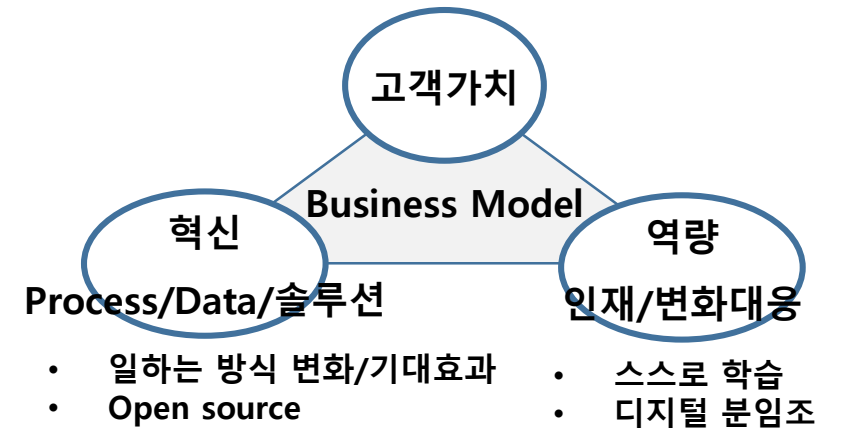 고객가치
Business Model
혁신
Process/Data/솔루션
• 일하는 방식 변화/기대효과
• Open source
역량
인재/변화대응
• 스스로 학습
• 디지털 분임조